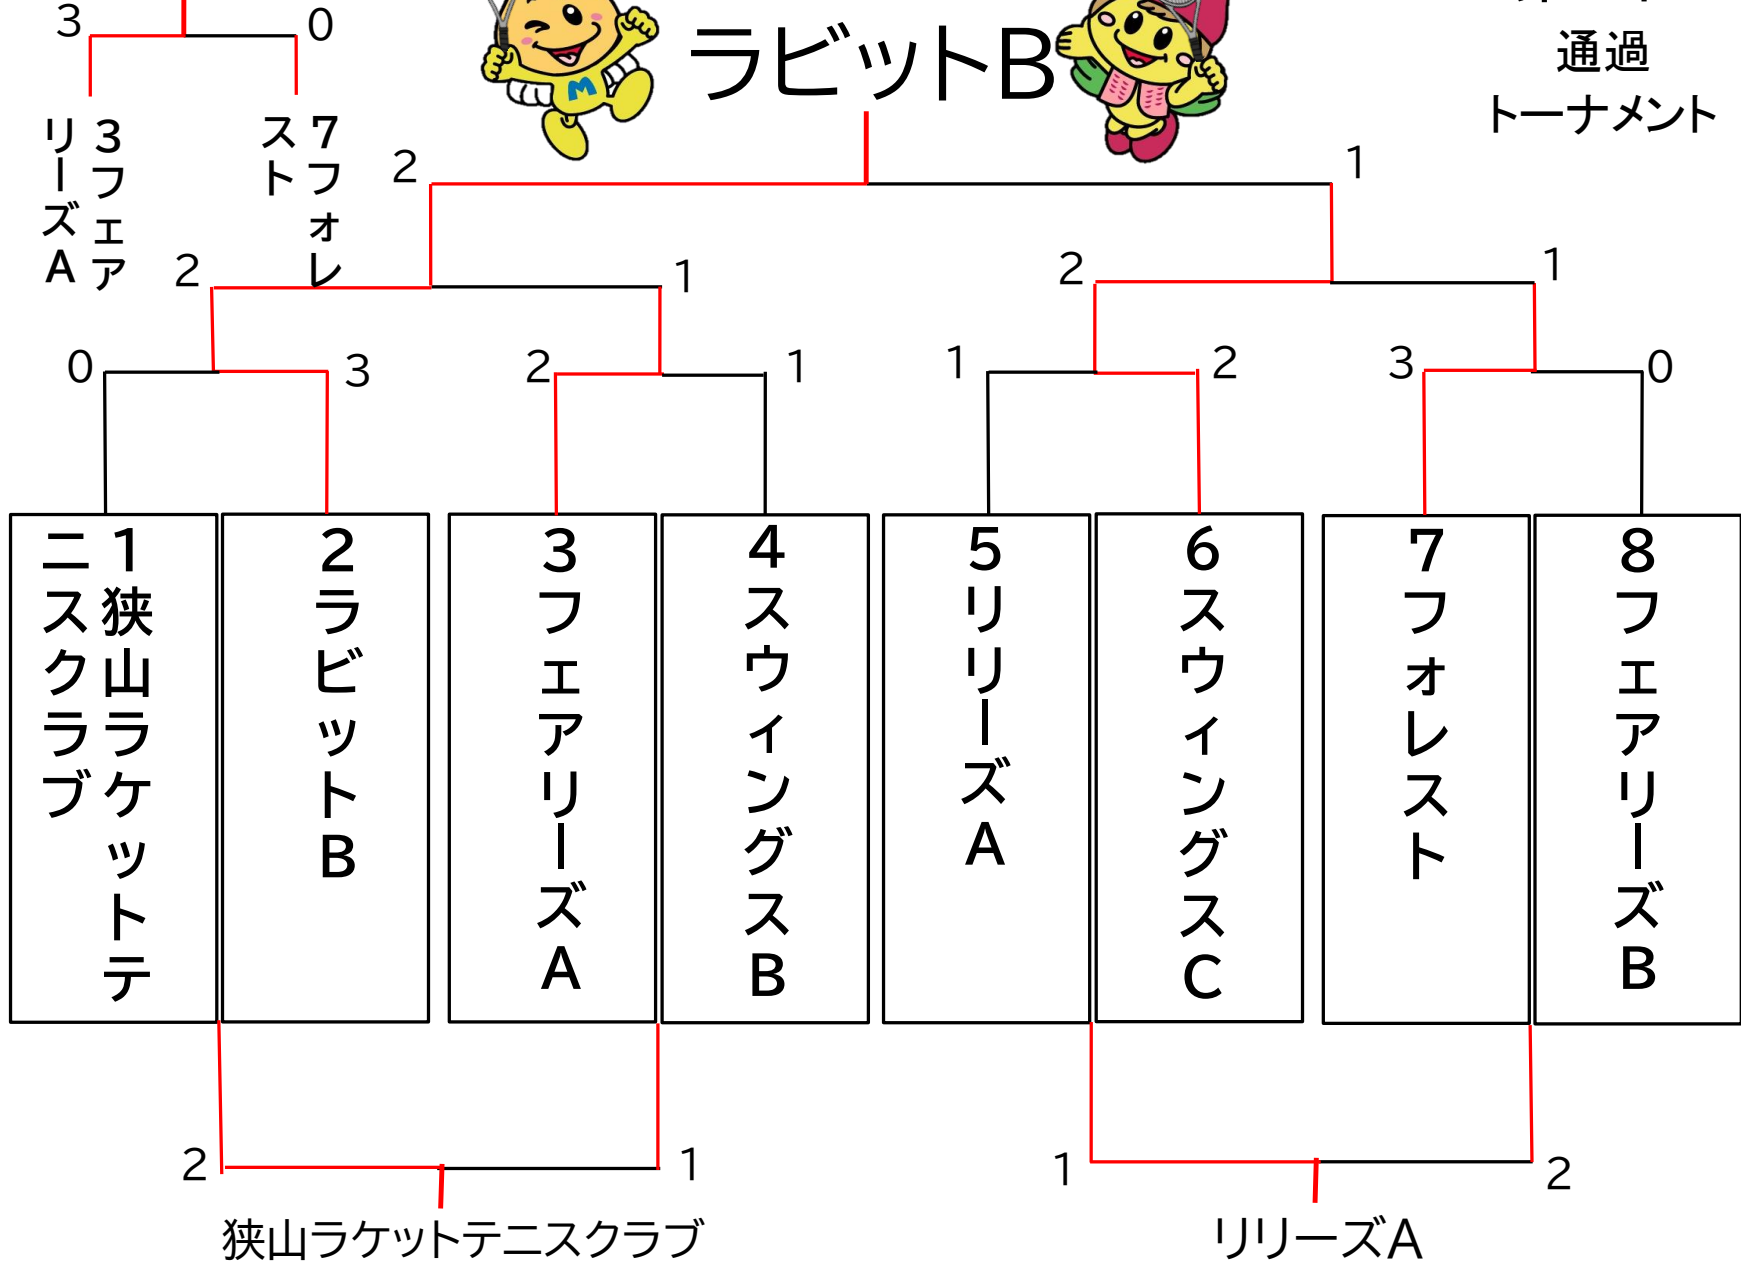 3
0
3フェア
リーズA
7フォレ
スト
ラビットB
M
通過
トーナメント
2
1
2
1
2
1
0
3
2
1
1
2
3
0
1狭山ラケットテ
ニスクラブ
2ラビットB
3フェアリーズA
4スウィングスB
5リリーズA
6スウィングスC
7フォレスト
8フェアリーズB
2
1
1
2
狭山ラケットテニスクラブ
リリーズA